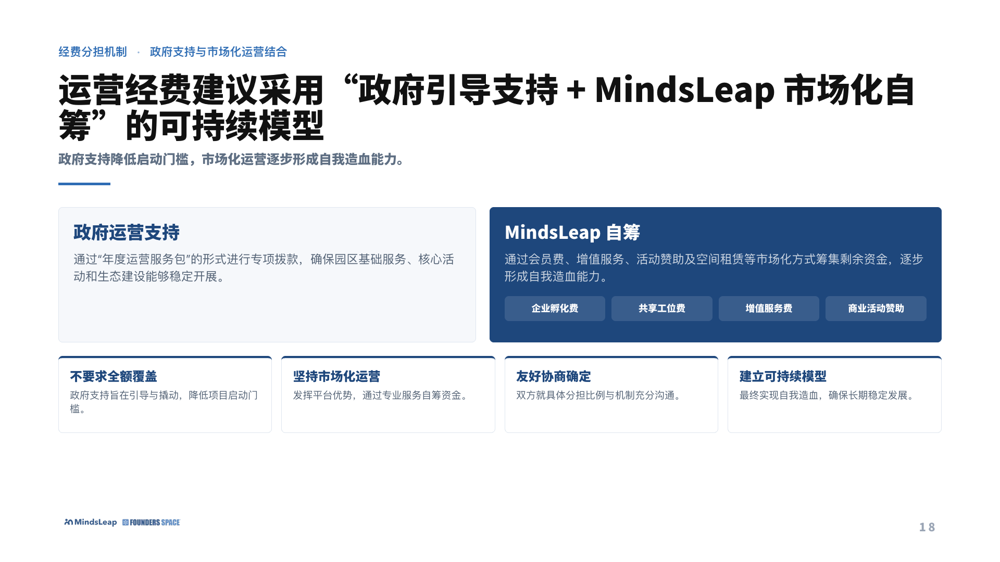 经费分担机制 · 政府支持与市场化运营结合
运营经费建议采用“政府引导支持 + MindsLeap 市场化自
筹”的可持续模型
政府支持降低启动门槛，市场化运营逐步形成自我造血能力。
政府运营支持
通过“年度运营服务包”的形式进行专项拨款，确保园区基础服务、核心活
动和生态建设能够稳定开展。
MindsLeap 自筹
通过会员费、增值服务、活动赞助及空间租赁等市场化方式筹集剩余资金，逐步
形成自我造血能力。
企业孵化费
共享工位费
增值服务费
商业活动赞助
不要求全额覆盖
政府支持旨在引导与撬动，降低项目启动门
槛。
坚持市场化运营
发挥平台优势，通过专业服务自筹资金。
友好协商确定
双方就具体分担比例与机制充分沟通。
建立可持续模型
最终实现自我造血，确保长期稳定发展。
MindsLeap FOUNDERS SPACE
18